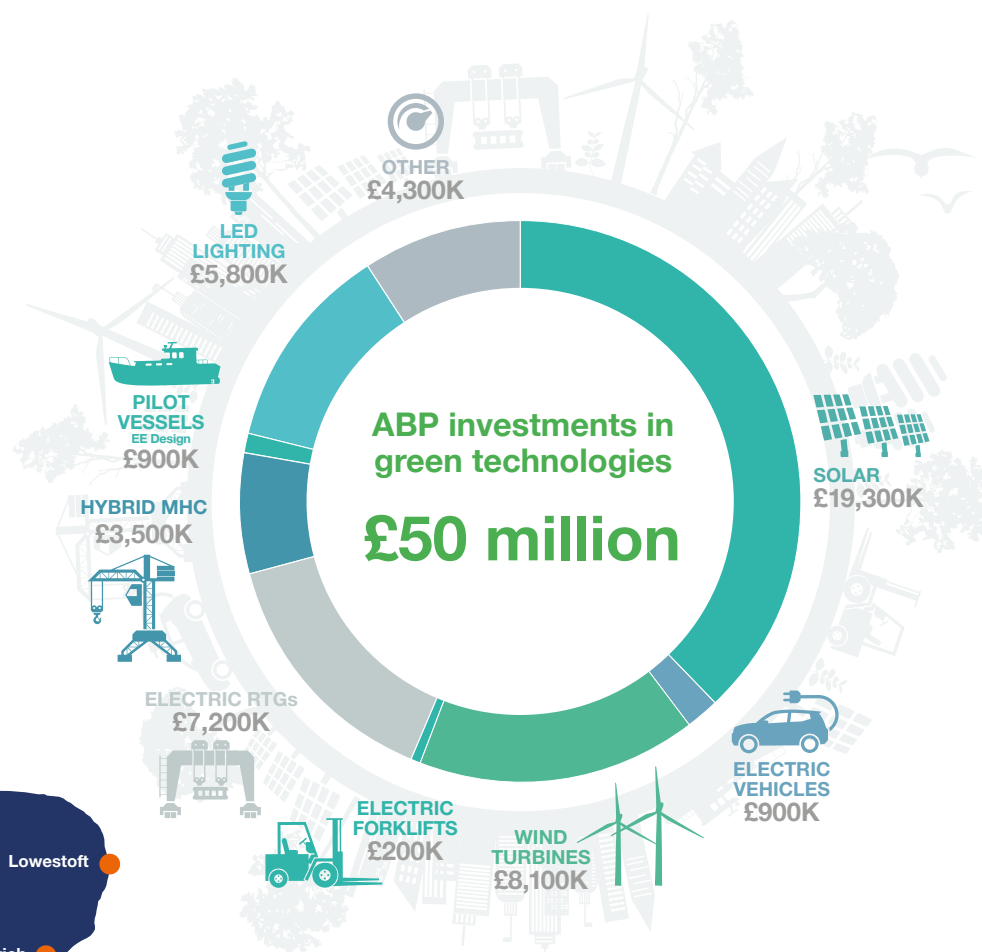 OTHER
£4,300K
LED
LIGHTING
£5,800K
PILOT
VESSELS
EE Design
£900K
HYBRID MHC
£3,500K
ELECTRIC RTGs
£7,200K
ELECTRIC
FORKLIFTS
£200K
WIND
TURBINES
£8,100K
ELECTRIC
VEHICLES
£900K
SOLAR
£19,300K
ABP investments in
green technologies
£50 million
Lowestoft